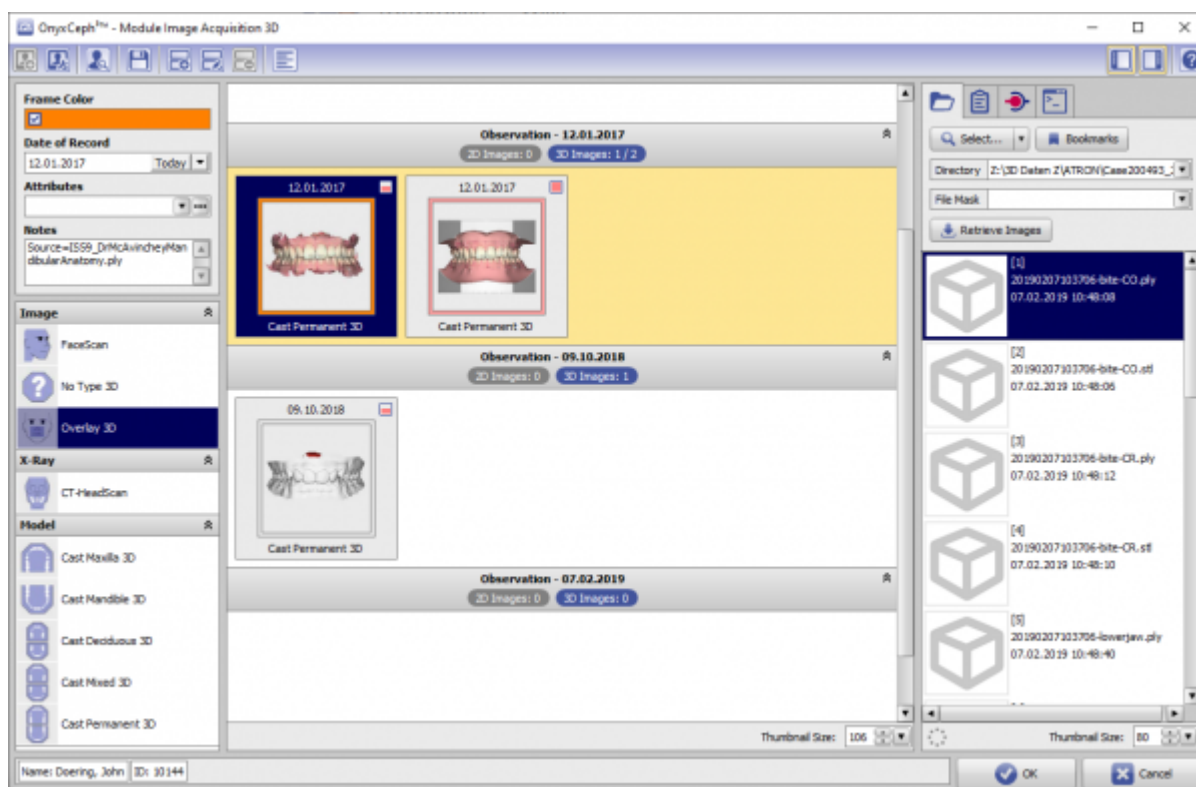 OnyxCeph³™ - Module Image Acquisition 3D
Frame Color
Date of Record
12.01.2017 Today
Attributes
Notes
Source=ISS9_DrMcAvincheyMan
dibularAnatomy.ply
Image
FaceScan
No Type 3D
Overlay 3D
X-Ray
CT-HeadScan
Model
Cast Maxilla 3D
Cast Mandible 3D
Cast Deciduous 3D
Cast Mixed 3D
Cast Permanent 3D
Observation - 12.01.2017
2D Images: 0 3D Images: 1 / 2
12.01.2017 12.01.2017
Cast Permanent 3D Cast Permanent 3D
Observation - 09.10.2018
2D Images: 0 3D Images: 1
09.10.2018
Cast Permanent 3D
Observation - 07.02.2019
2D Images: 0 3D Images: 0
Thumbnail Size: 106
Select... Bookmarks
Directory Z:\3D Daten Z\ATRON\Case200493_
File Mask
Retrieve Images
[1]
20190207103706-bite-CO.ply
07.02.2019 10:48:08
[2]
20190207103706-bite-CO.stl
07.02.2019 10:48:06
[3]
20190207103706-bite-CR.ply
07.02.2019 10:48:12
[4]
20190207103706-bite-CR.stl
07.02.2019 10:48:10
[5]
20190207103706-lowerjaw.ply
07.02.2019 10:48:40
Thumbnail Size: 80
Name: Doering, John ID: 10144
OK Cancel